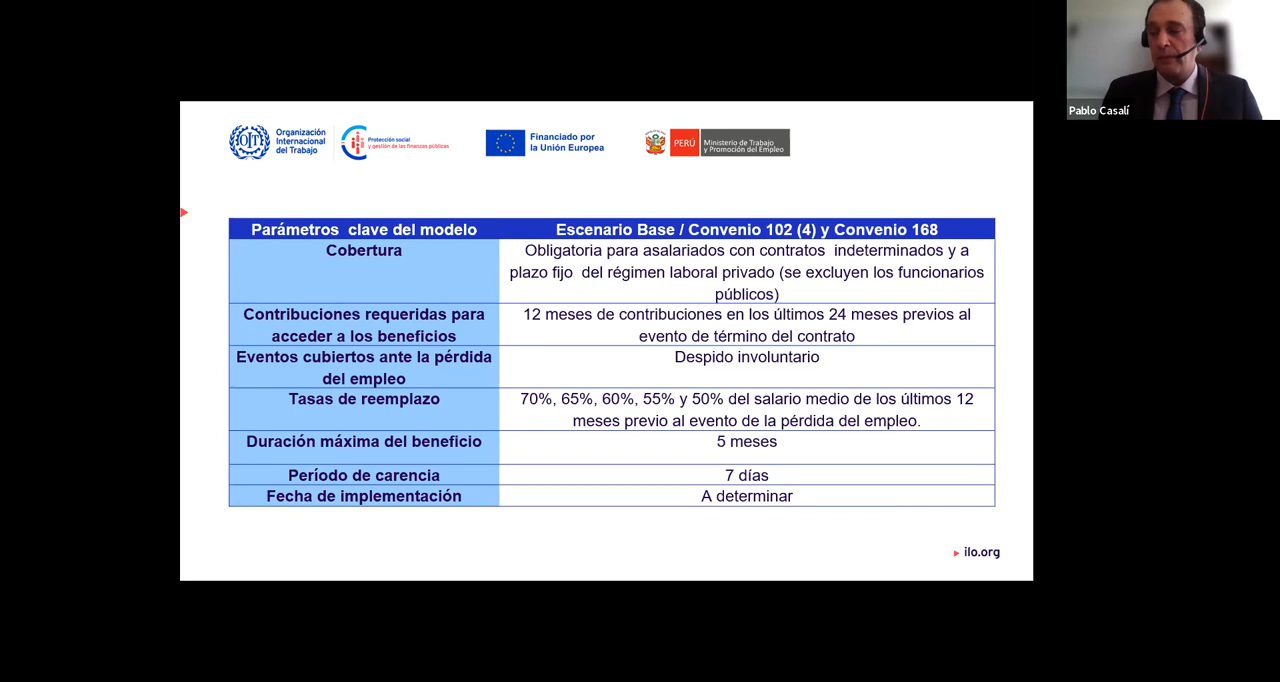 Pablo Casalí
OIT
Organización
Internacional
del Trabajo
Protección social
y gestión de las finanzas públicas
Financiado por
la Unión Europea
PERÚ
Ministerio de Trabajo
y Promoción del Empleo
Parámetros clave del modelo
Escenario Base / Convenio 102 (4) y Convenio 168
Cobertura
Obligatoria para asalariados con contratos indeterminados y a
plazo fijo del régimen laboral privado (se excluyen los funcionarios
públicos)
Contribuciones requeridas para
acceder a los beneficios
12 meses de contribuciones en los últimos 24 meses previos al
evento de término del contrato
Eventos cubiertos ante la pérdida
del empleo
Despido involuntario
Tasas de reemplazo
70%, 65%, 60%, 55% y 50% del salario medio de los últimos 12
meses previo al evento de la pérdida del empleo.
Duración máxima del beneficio
5 meses
Período de carencia
7 días
Fecha de implementación
A determinar
ilo.org